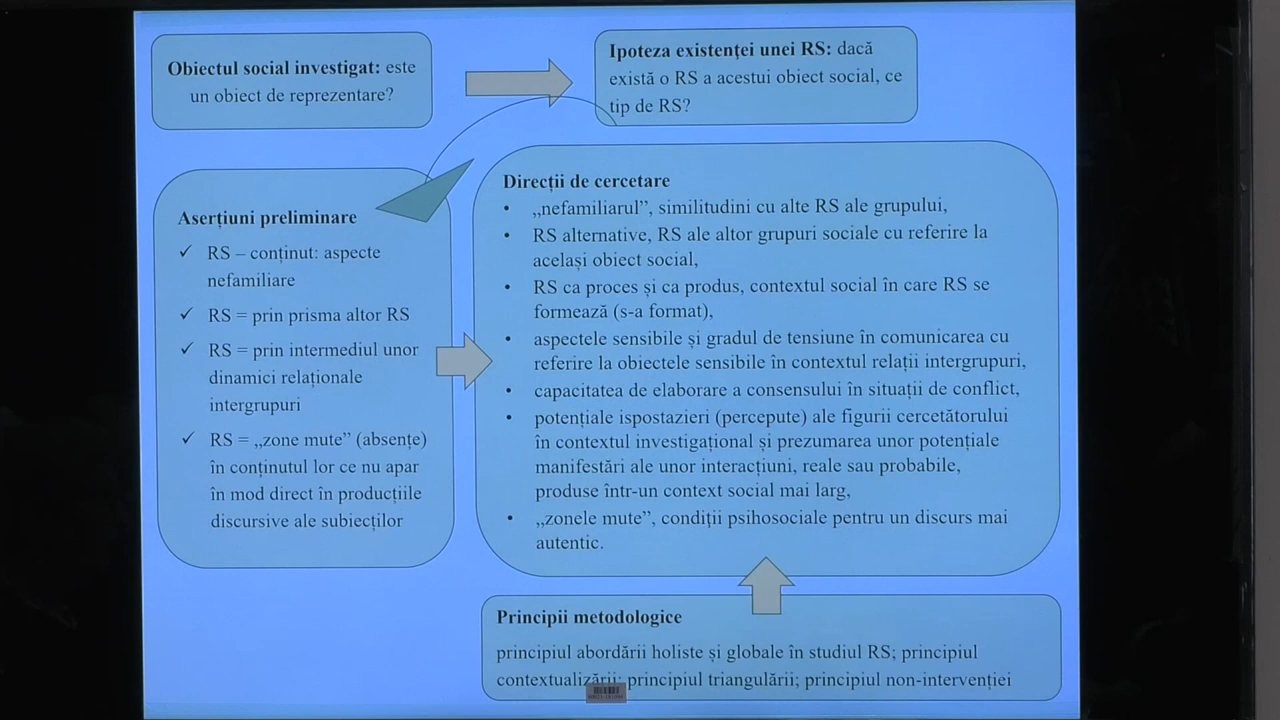 Obiectul social investigat: este
un obiect de reprezentare?
Ipoteza existenței unei RS: dacă
există o RS a acestui obiect social, ce
tip de RS?
Aserțiuni preliminare
✓ RS – conținut: aspecte
nefamiliare
✓ RS = prin prisma altor RS
✓ RS = prin intermediul unor
dinamici relaționale
intergrupuri
✓ RS = „zone mute” (absențe)
în conținutul lor ce nu apar
în mod direct în producțiile
discursive ale subiecților
Direcții de cercetare
• „nefamiliarul”, similitudini cu alte RS ale grupului,
• RS alternative, RS ale altor grupuri sociale cu referire la
același obiect social,
• RS ca proces și ca produs, contextul social în care RS se
formează (s-a format),
• aspectele sensibile și gradul de tensiune în comunicarea cu
referire la obiectele sensibile în contextul relații intergrupuri,
• capacitatea de elaborare a consensului în situații de conflict,
• potențiale ispostazieri (percepute) ale figurii cercetătorului
în contextul investigațional și prezumarea unor potențiale
manifestări ale unor interacțiuni, reale sau probabile,
produse într-un context social mai larg,
• „zonele mute”, condiții psihosociale pentru un discurs mai
autentic.
Principii metodologice
principiul abordării holiste și globale în studiul RS; principiul
contextualizării; principiul triangulării; principiul non-intervenției